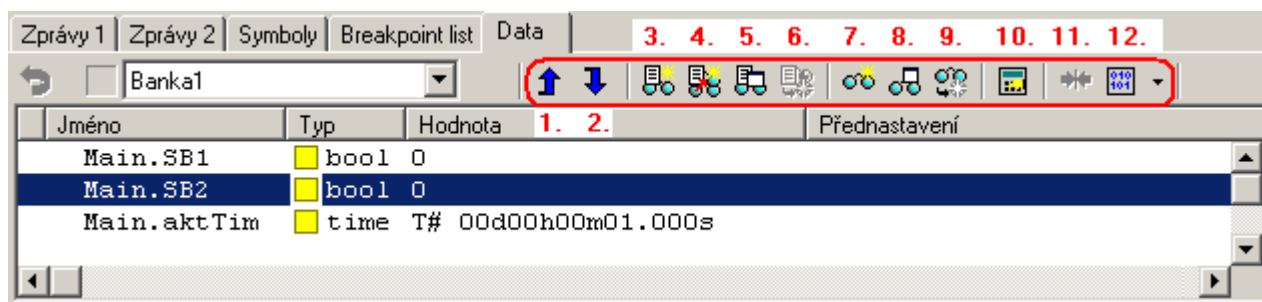 Zprávy 1 Zprávy 2 Symboly Breakpoint list Data 3. 4. 5. 6. 7. 8. 9. 10. 11. 12.
Banka1
Jméno Typ Hodnota 1. 2. Přednastavení
Main.SB1 bool 0
Main.SB2 bool 0
Main.aktTim time T# 00d00h00m01.000s